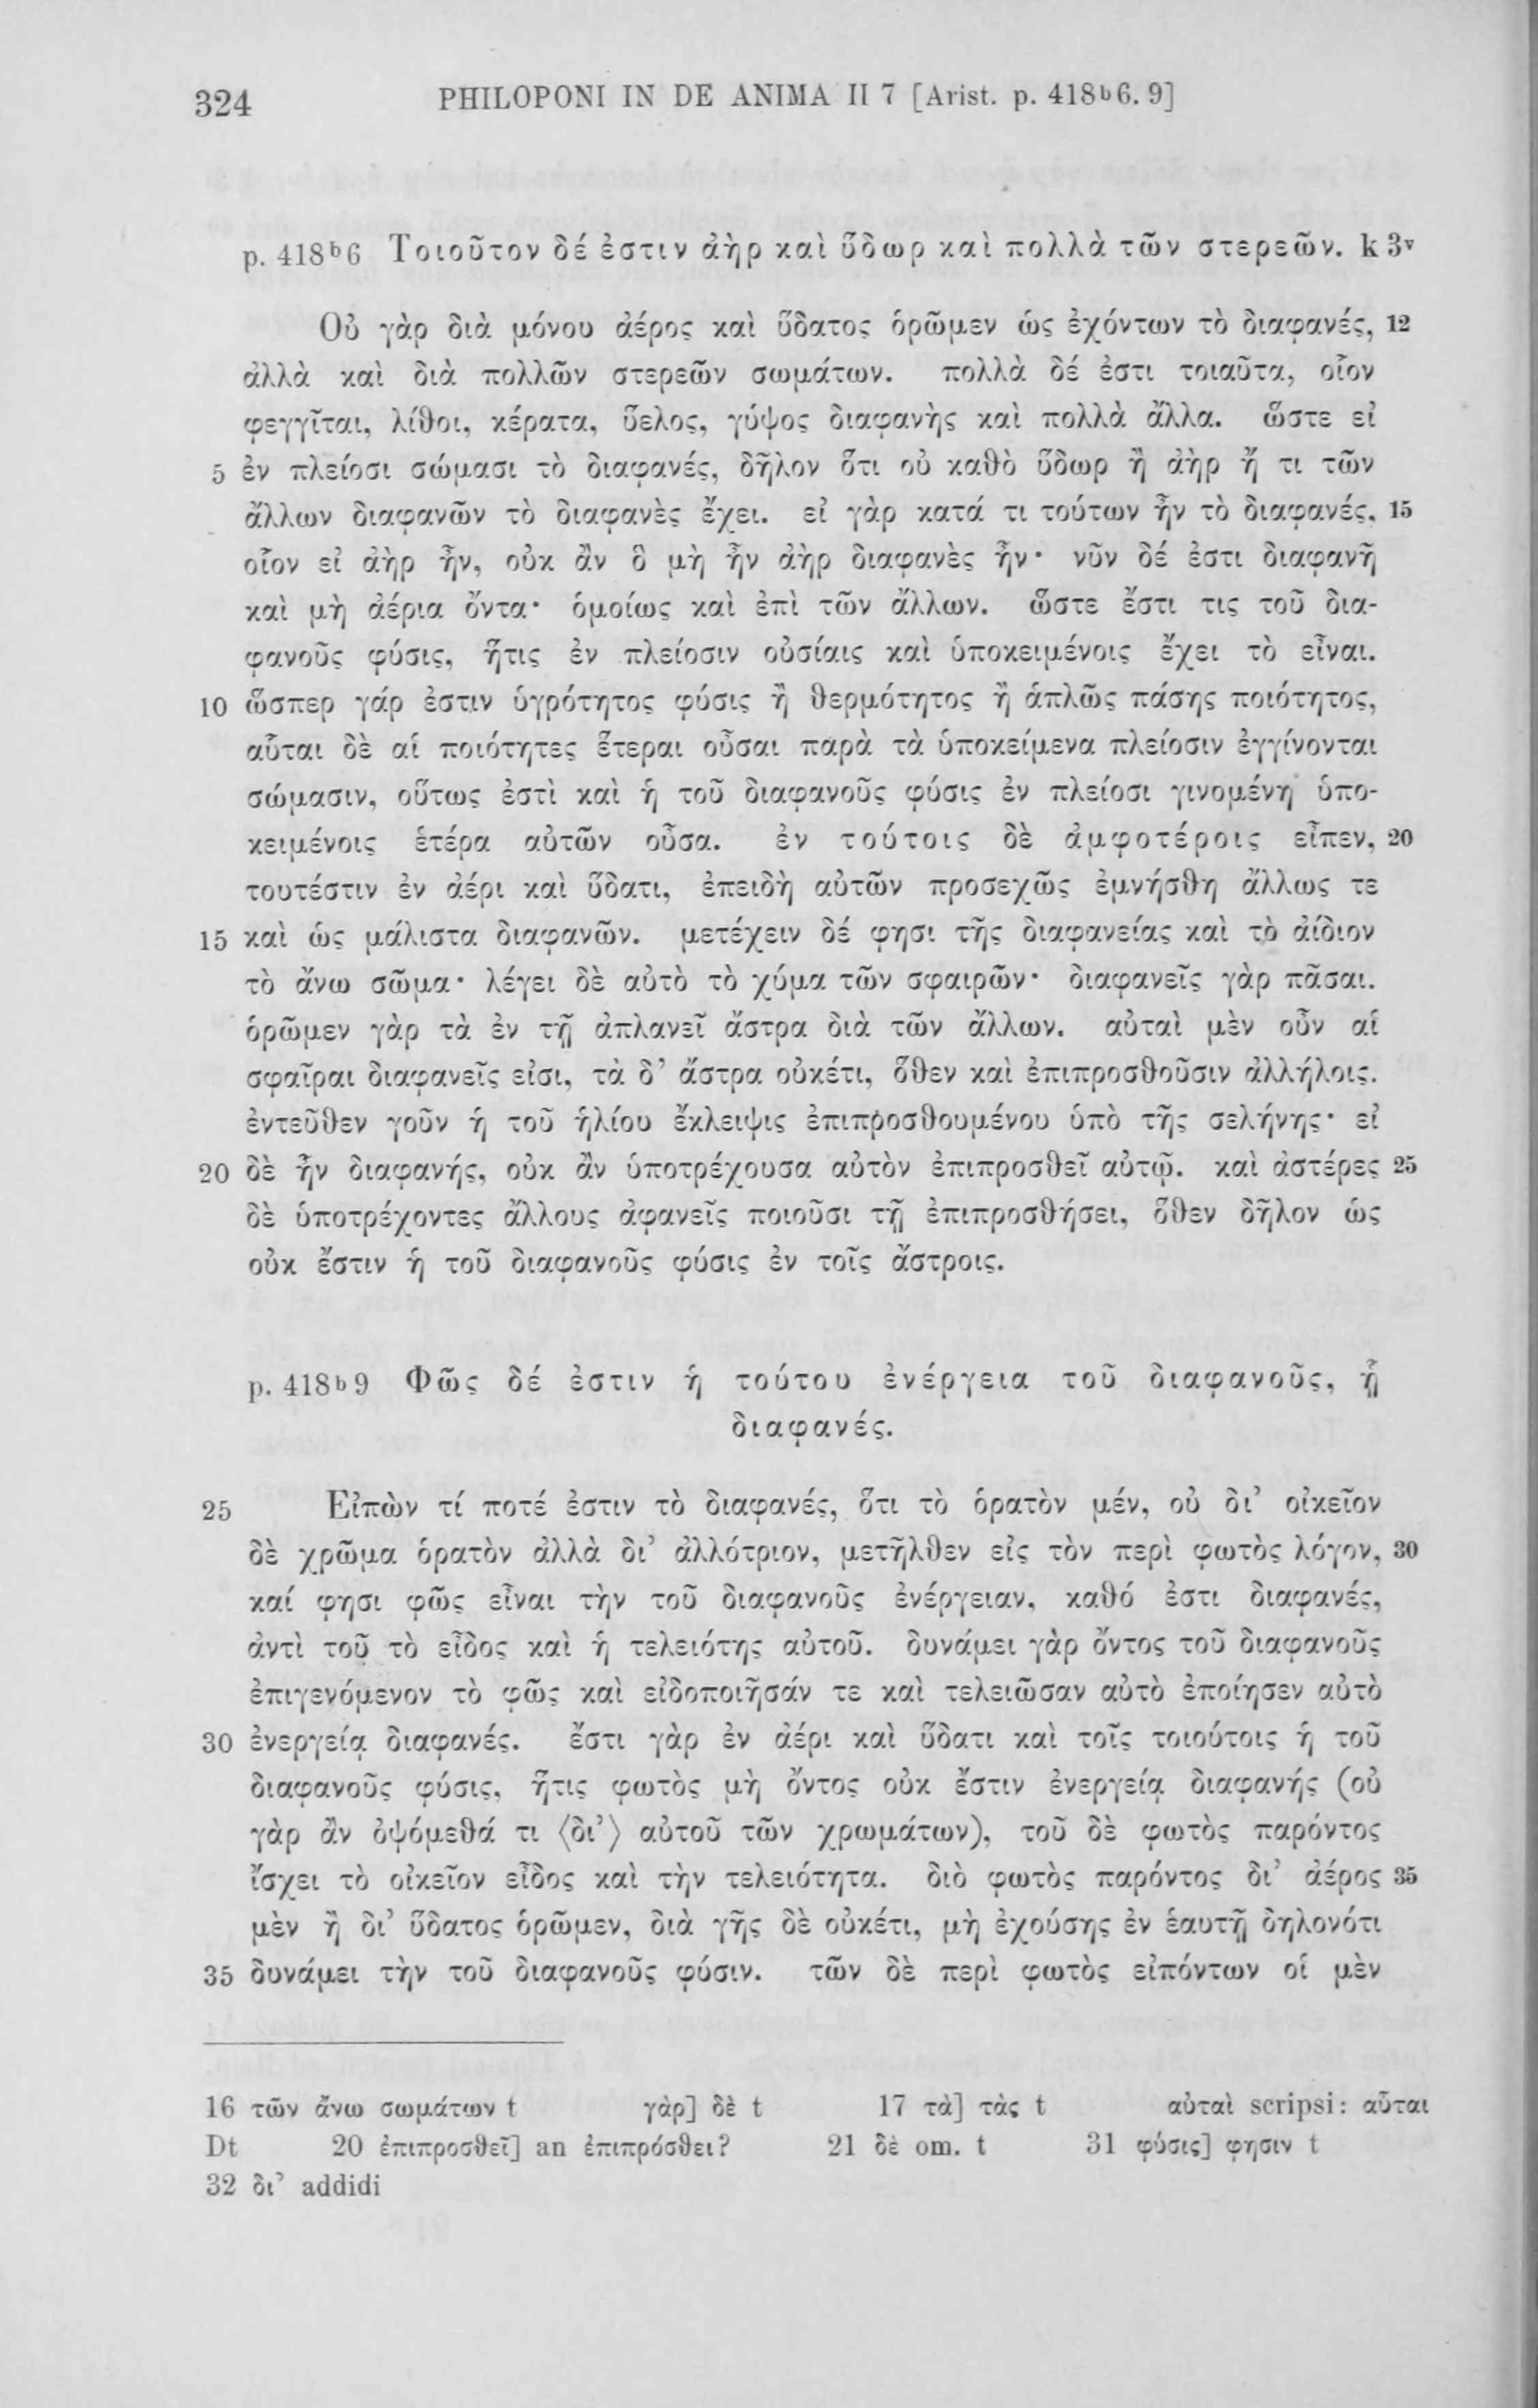 324 PHILOPONI IN DE ANIMA II 7 [Arist. p. 418b6. 9]
p. 418b6 Τοιοῦτον δέ ἐστιν ἀὴρ καὶ ὕδωρ καὶ πολλὰ τῶν στερεῶν. k 3v
Οὐ γὰρ διὰ μόνου ἀέρος καὶ ὕδατος ὁρῶμεν ὡς ἐχόντων τὸ διαφανές, 12
ἀλλὰ καὶ διὰ πολλῶν στερεῶν σωμάτων. πολλὰ δέ ἐστι τοιαῦτα, οἷον
φεγγῖται, λίθοι, κέρατα, ὕελος, γύψος διαφανὴς καὶ πολλὰ ἄλλα. ὥστε εἰ
5 ἐν πλείοσι σώμασι τὸ διαφανές, δῆλον ὅτι οὐ καθὸ ὕδωρ ἢ ἀὴρ ἤ τι τῶν
ἄλλων διαφανῶν τὸ διαφανὲς ἔχει. εἰ γὰρ κατά τι τούτων ἦν τὸ διαφανές, 15
οἷον εἰ ἀὴρ ἦν, οὐκ ἂν ὃ μὴ ἦν ἀὴρ διαφανὲς ἦν· νῦν δέ ἐστι διαφανῆ
καὶ μὴ ἀέρια ὄντα· ὁμοίως καὶ ἐπὶ τῶν ἄλλων. ὥστε ἔστι τις τοῦ δια-
φανοῦς φύσις, ἥτις ἐν πλείοσιν οὐσίαις καὶ ὑποκειμένοις ἔχει τὸ εἶναι.
10 ὥσπερ γάρ ἐστιν ὑγρότητος φύσις ἢ θερμότητος ἢ ἁπλῶς πάσης ποιότητος,
αὗται δὲ αἱ ποιότητες ἕτεραι οὖσαι παρὰ τὰ ὑποκείμενα πλείοσιν ἐγγίνονται
σώμασιν, οὕτως ἐστὶ καὶ ἡ τοῦ διαφανοῦς φύσις ἐν πλείοσι γινομένη ὑπο-
κειμένοις ἑτέρα αὐτῶν οὖσα. ἐν τούτοις δὲ ἀμφοτέροις εἶπεν, 20
τουτέστιν ἐν ἀέρι καὶ ὕδατι, ἐπειδὴ αὐτῶν προσεχῶς ἐμνήσθη ἄλλως τε
15 καὶ ὡς μάλιστα διαφανῶν. μετέχειν δέ φησι τῆς διαφανείας καὶ τὸ ἀίδιον
τὸ ἄνω σῶμα· λέγει δὲ αὐτὸ τὸ χύμα τῶν σφαιρῶν· διαφανεῖς γὰρ πᾶσαι.
ὁρῶμεν γὰρ τὰ ἐν τῇ ἀπλανεῖ ἄστρα διὰ τῶν ἄλλων. αὐταὶ μὲν οὖν αἱ
σφαῖραι διαφανεῖς εἰσι, τὰ δ’ ἄστρα οὐκέτι, ὅθεν καὶ ἐπιπροσθοῦσιν ἀλλήλοις.
ἐντεῦθεν γοῦν ἡ τοῦ ἡλίου ἔκλειψις ἐπιπροσθουμένου ὑπὸ τῆς σελήνης· εἰ
20 δὲ ἦν διαφανής, οὐκ ἂν ὑποτρέχουσα αὐτὸν ἐπιπροσθεῖ αὐτῷ. καὶ ἀστέρες 25
δὲ ὑποτρέχοντες ἄλλους ἀφανεῖς ποιοῦσι τῇ ἐπιπροσθήσει, ὅθεν δῆλον ὡς
οὐκ ἔστιν ἡ τοῦ διαφανοῦς φύσις ἐν τοῖς ἄστροις.
p. 418b9 Φῶς δέ ἐστιν ἡ τούτου ἐνέργεια τοῦ διαφανοῦς, ᾗ
διαφανές.
25 Εἰπὼν τί ποτέ ἐστιν τὸ διαφανές, ὅτι τὸ ὁρατὸν μέν, οὐ δι’ οἰκεῖον
δὲ χρῶμα ὁρατὸν ἀλλὰ δι’ ἀλλότριον, μετῆλθεν εἰς τὸν περὶ φωτὸς λόγον, 30
καί φησι φῶς εἶναι τὴν τοῦ διαφανοῦς ἐνέργειαν, καθό ἐστι διαφανές,
ἀντὶ τοῦ τὸ εἶδος καὶ ἡ τελειότης αὐτοῦ. δυνάμει γὰρ ὄντος τοῦ διαφανοῦς
ἐπιγενόμενον τὸ φῶς καὶ εἰδοποιῆσάν τε καὶ τελειῶσαν αὐτὸ ἐποίησεν αὐτὸ
30 ἐνεργείᾳ διαφανές. ἔστι γὰρ ἐν ἀέρι καὶ ὕδατι καὶ τοῖς τοιούτοις ἡ τοῦ
διαφανοῦς φύσις, ἥτις φωτὸς μὴ ὄντος οὐκ ἔστιν ἐνεργείᾳ διαφανής (οὐ
γὰρ ἂν ὀψόμεθά τι ⟨δι’⟩ αὐτοῦ τῶν χρωμάτων), τοῦ δὲ φωτὸς παρόντος
ἴσχει τὸ οἰκεῖον εἶδος καὶ τὴν τελειότητα. διὸ φωτὸς παρόντος δι’ ἀέρος 35
μὲν ἢ δι’ ὕδατος ὁρῶμεν, διὰ γῆς δὲ οὐκέτι, μὴ ἐχούσης ἐν ἑαυτῇ δηλονότι
35 δυνάμει τὴν τοῦ διαφανοῦς φύσιν. τῶν δὲ περὶ φωτὸς εἰπόντων οἱ μὲν
16 τῶν ἄνω σωμάτων t γὰρ] δὲ t 17 τὰ] τὰς t αὐταὶ scripsi: αὗται
Dt 20 ἐπιπροσθεῖ] an ἐπιπρόσθει? 21 δὲ om. t 31 φύσις] φησιν t
32 δι’ addidi